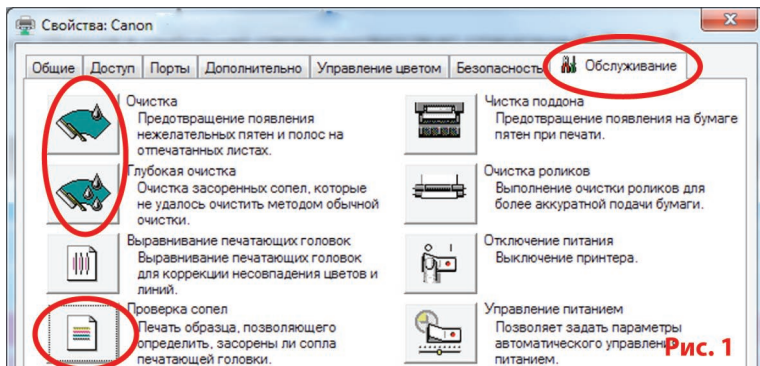 Свойства: Canon
Общие Доступ Порты Дополнительно Управление цветом Безопасность Обслуживание
Очистка
Предотвращение появления
нежелательных пятен и полос на
отпечатанных листах.
Глубокая очистка
Очистка засоренных сопел, которые
не удалось очистить методом обычной
очистки.
Выравнивание печатающих головок
Выравнивание печатающих головок
для коррекции несовпадения цветов и
линий.
Проверка сопел
Печать образца, позволяющего
определить, засорены ли сопла
печатающей головки.
Чистка поддона
Предотвращение появления на бумаге
пятен при печати.
Очистка роликов
Выполнение очистки роликов для
более аккуратной подачи бумаги.
Отключение питания
Выключение принтера.
Управление питанием
Позволяет задать параметры
автоматического управления
питанием.
Рис. 1